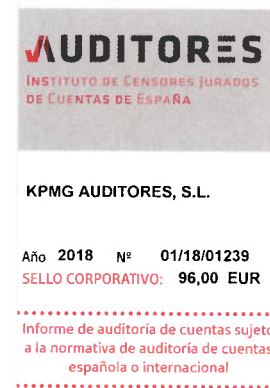 AUDITORES
INSTITUTO DE CENSORES JURADOS
DE CUENTAS DE ESPAÑA
KPMG AUDITORES, S.L.
Año 2018 Nº 01/18/01239
SELLO CORPORATIVO: 96,00 EUR
Informe de auditoría de cuentas sujeto
a la normativa de auditoría de cuentas
española o internacional